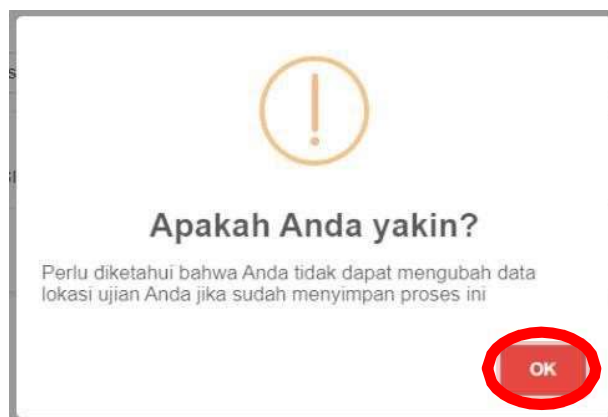 Apakah Anda yakin?
Perlu diketahui bahwa Anda tidak dapat mengubah data
lokasi ujian Anda jika sudah menyimpan proses ini
OK